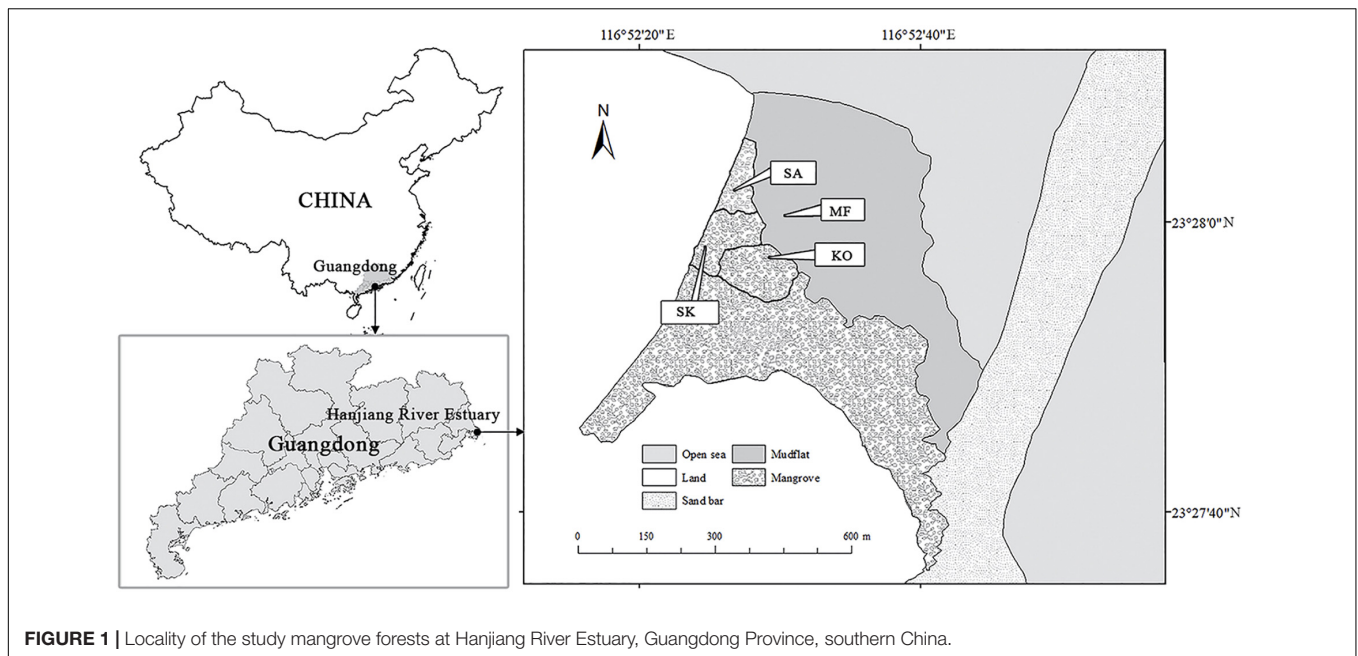 116°52'20"E
116°52'40"E
N
CHINA
SA
MF
23°28'0"N
KO
Guangdong
SK
Hanjiang River Estuary
Guangdong
Open sea
Mudflat
Land
Mangrove
Sand bar
23°27'40"N
0 150 300 600 m
FIGURE 1 | Locality of the study mangrove forests at Hanjiang River Estuary, Guangdong Province, southern China.